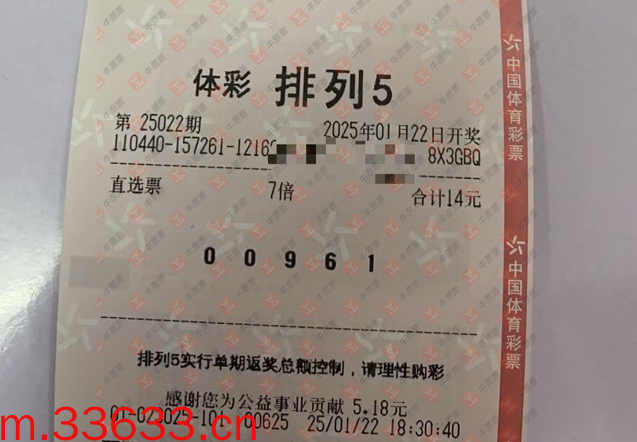 体彩 排列5
第 25022期 2025年01月22日开奖
110440-157261-1216 8X3GBQ
直选票 7倍 合计14元
0 0 9 6 1
排列5实行单期返奖总额控制，请理性购彩
感谢您为公益事业贡献 5.18元
01-023025-101 00625 25/01/22 18:30:40
m.33633.cn
中国体育彩票
中国体育彩票